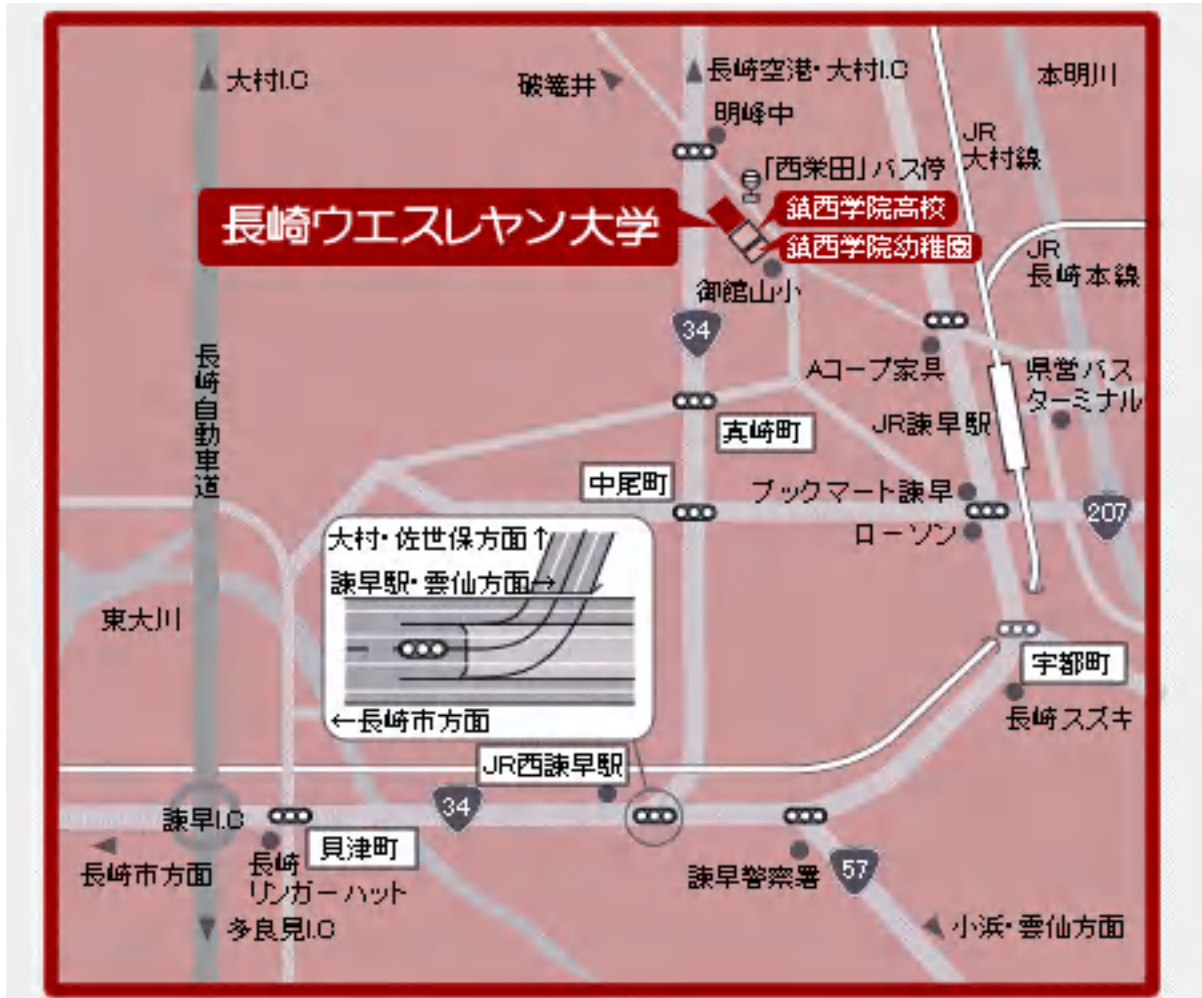 大村I.C
破篭井
長崎空港・大村I.C
本明川
明峰中
JR
大村線
「西栄田」バス停
長崎ウエスレヤン大学
鎮西学院高校
鎮西学院幼稚園
JR
長崎本線
御館山小
34
長崎自動車道
Aコープ家具
県営バス
ターミナル
真崎町
JR諫早駅
中尾町
ブックマート諫早
207
ローソン
大村・佐世保方面↑
諫早駅・雲仙方面→
東大川
宇都町
←長崎市方面
長崎スズキ
JR西諫早駅
34
諫早I.C
貝津町
長崎市方面
長崎
リンガーハット
諫早警察署
57
多良見I.C
小浜・雲仙方面